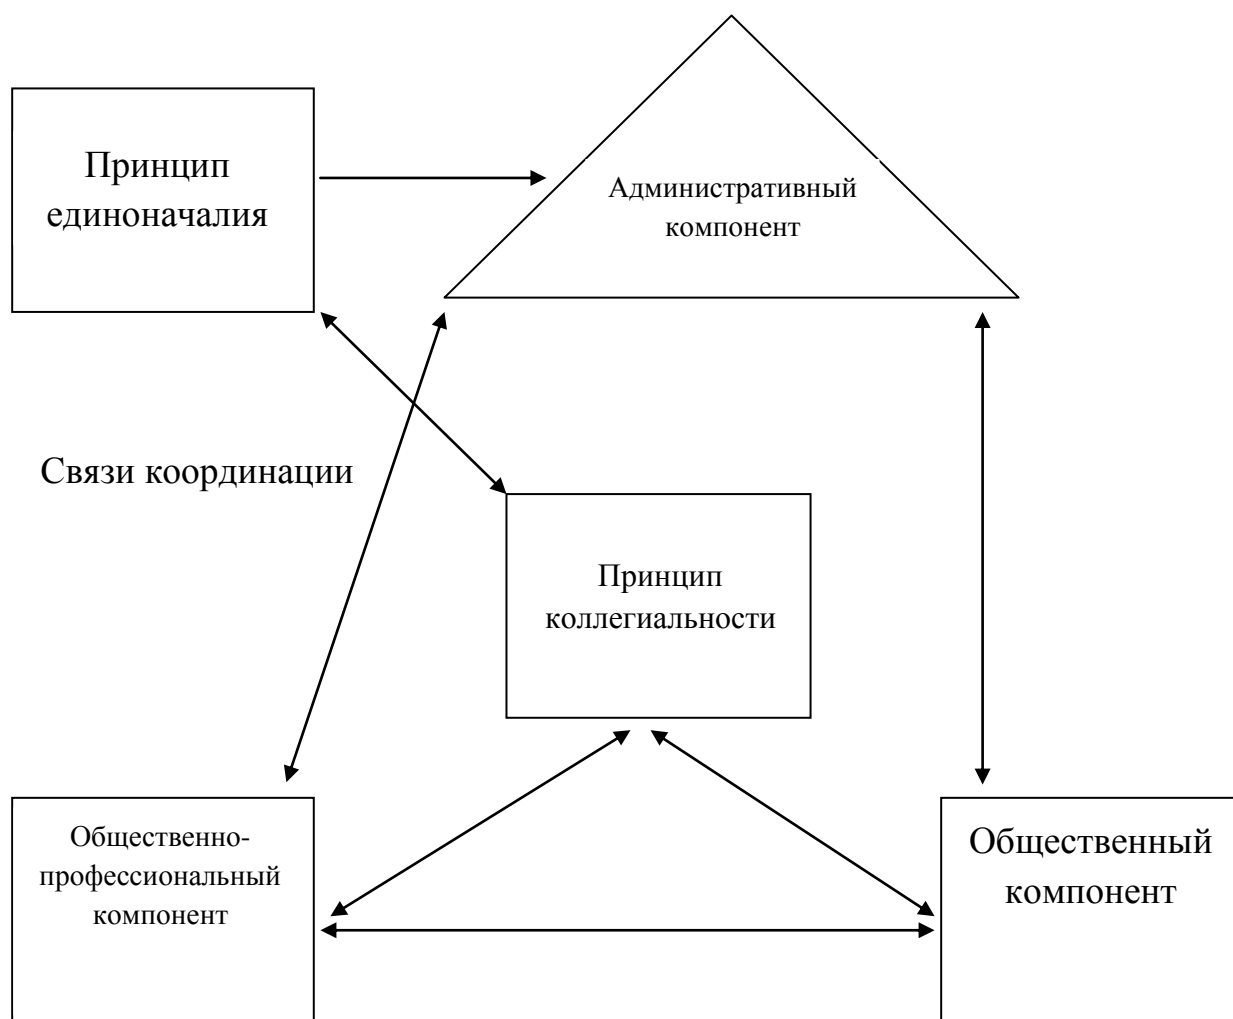 Принцип
единоначалия
Административный
компонент
Связи координации
Принцип
коллегиальности
Общественно-
профессиональный
компонент
Общественный
компонент